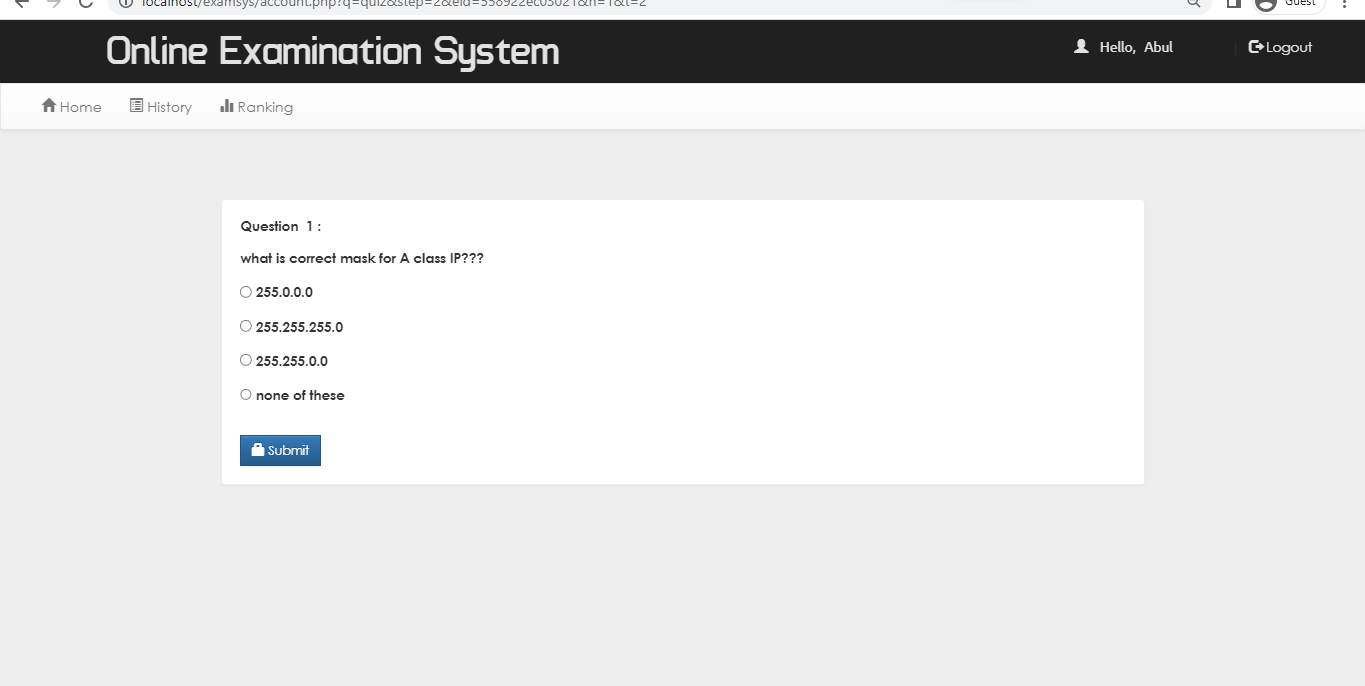 localhost/examsys/account.php?q=quiz&step=2&eid=558922ec03021&n=1&t=2
Guest
Online Examination System
Hello, Abul
Logout
Home
History
Ranking
Question 1 :
what is correct mask for A class IP???
255.0.0.0
255.255.255.0
255.255.0.0
none of these
Submit